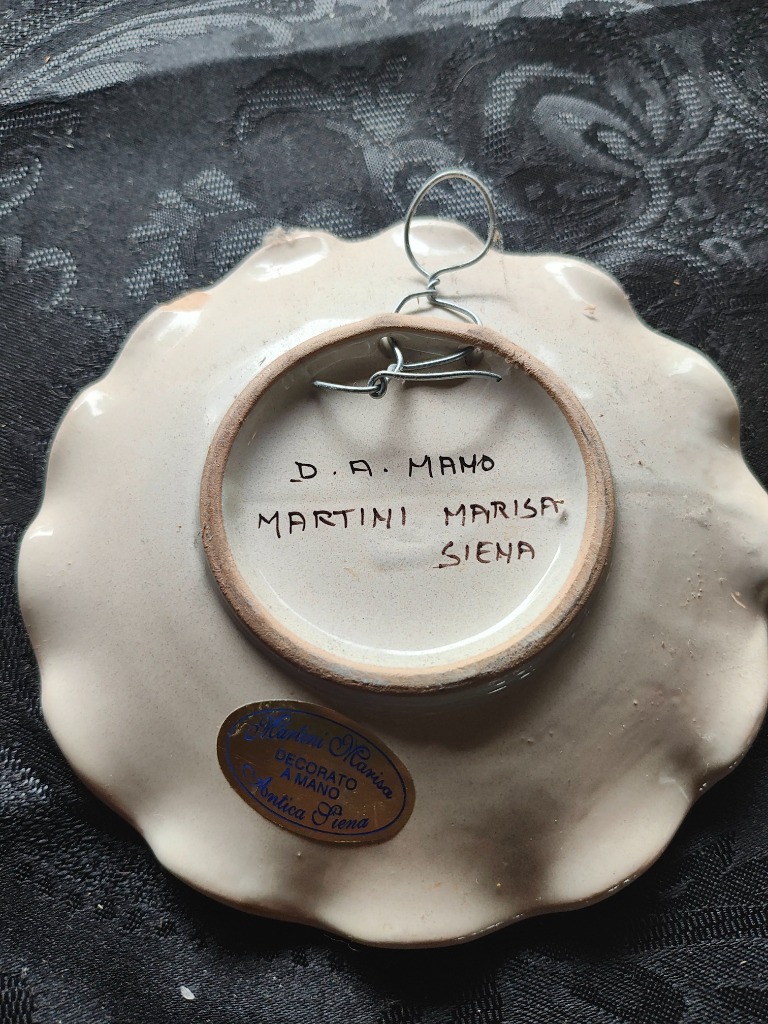 D. A. MANO
MARTINI MARISA
SIENA
Martini Marisa
DECORATO
A MANO
Antica Siena